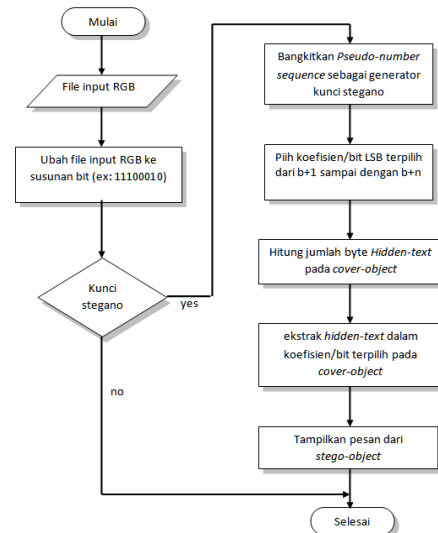 Mulai
File input RGB
Ubah file input RGB ke
susunan bit (ex: 11100010)
Kunci
stegano
yes
no
Bangkitkan Pseudo-number
sequence sebagai generator
kunci stegano
Piih koefisien/bit LSB terpilih
dari b+1 sampai dengan b+n
Hitung jumlah byte Hidden-text
pada cover-object
ekstrak hidden-text dalam
koefisien/bit terpilih pada
cover-object
Tampilkan pesan dari
stego-object
Selesai